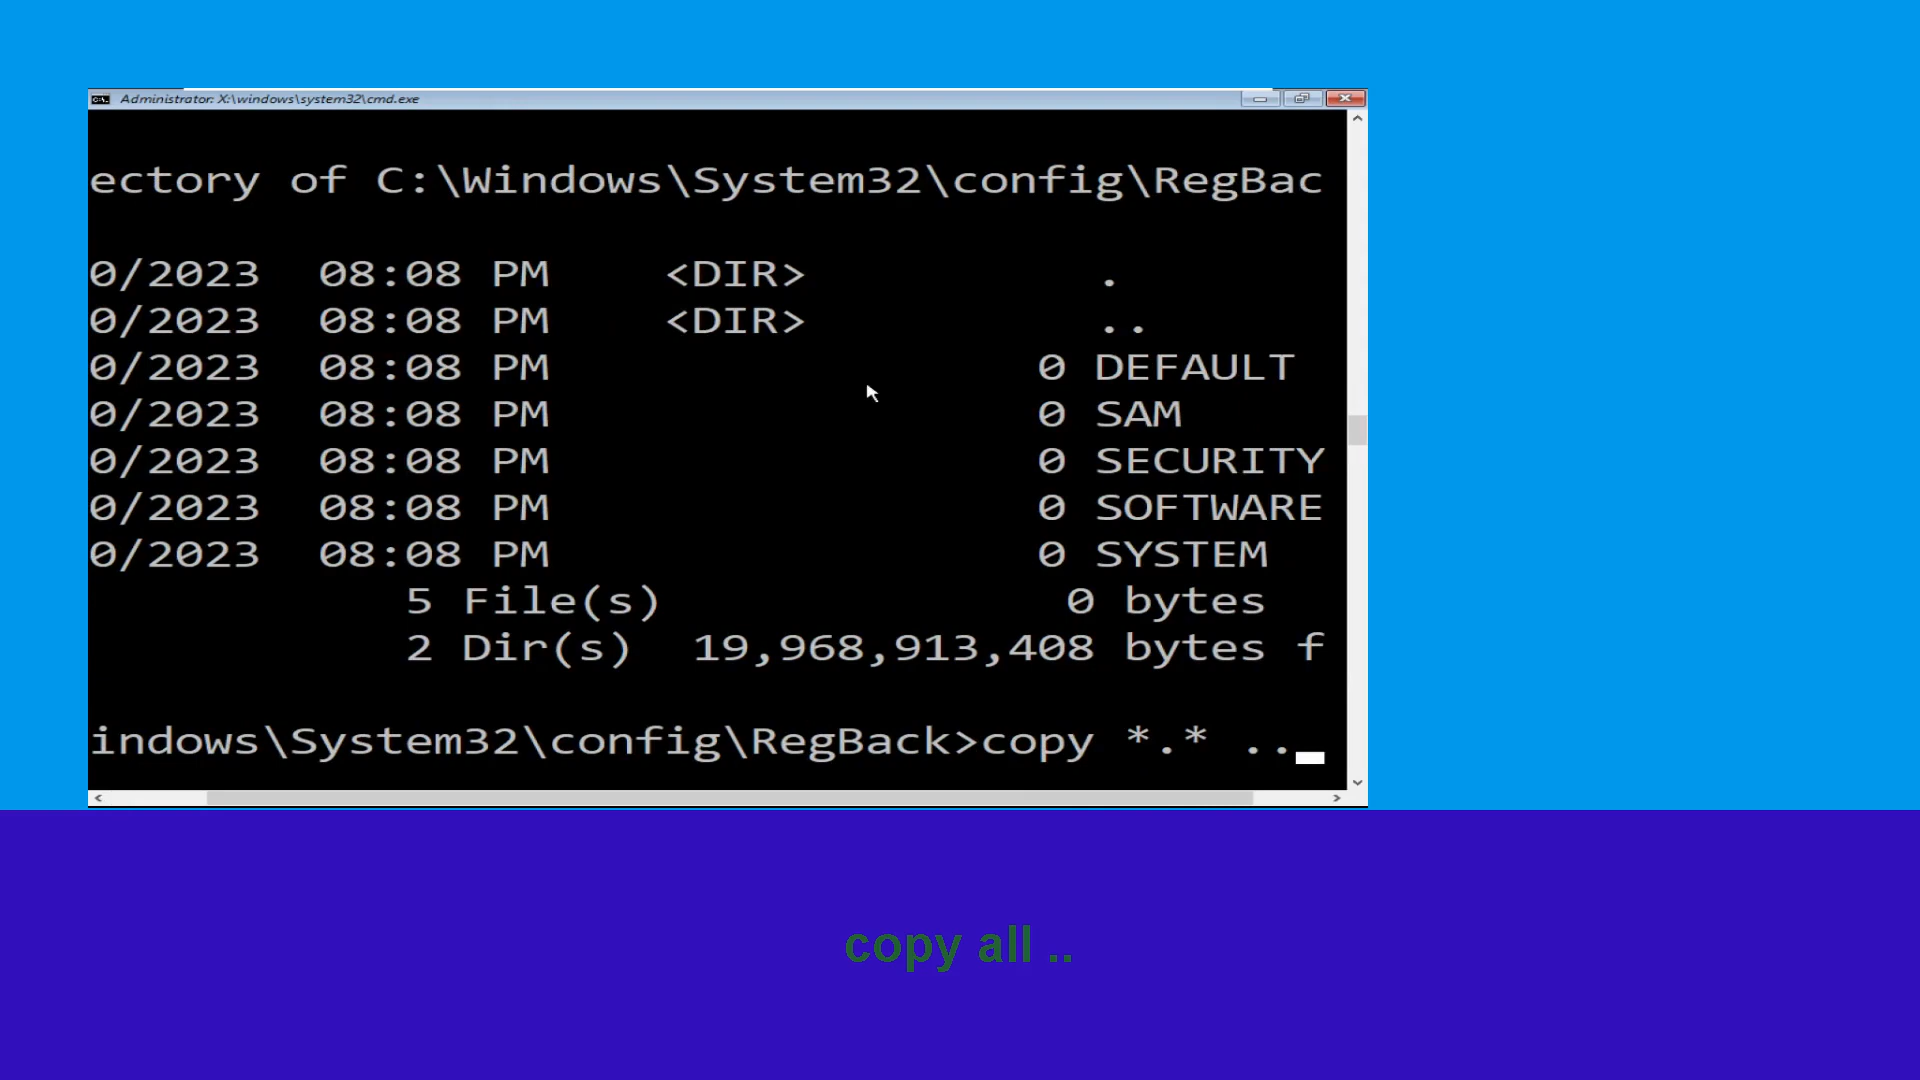 Administrator: X:\windows\system32\cmd.exe
ectory of C:\Windows\System32\config\RegBac
0/2023 08:08 PM <DIR> .
0/2023 08:08 PM <DIR> ..
0/2023 08:08 PM 0 DEFAULT
0/2023 08:08 PM 0 SAM
0/2023 08:08 PM 0 SECURITY
0/2023 08:08 PM 0 SOFTWARE
0/2023 08:08 PM 0 SYSTEM
5 File(s) 0 bytes
2 Dir(s) 19,968,913,408 bytes f
indows\System32\config\RegBack>copy *.* ..
copy all ..